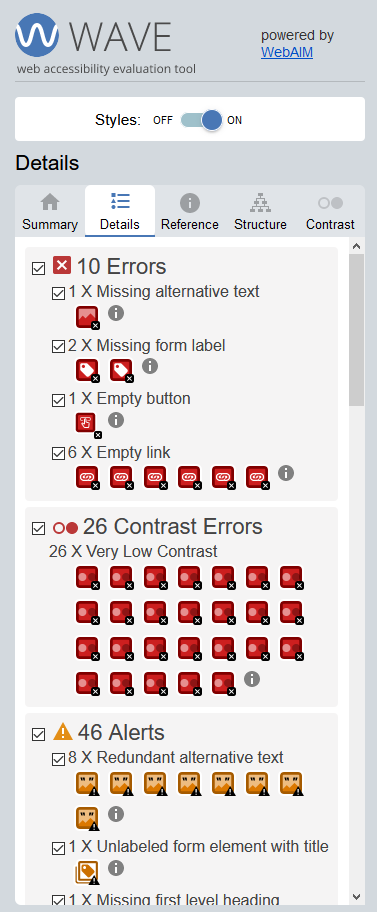 WAVE
web accessibility evaluation tool
powered by
WebAIM
Styles: OFF ON
Details
Summary Details Reference Structure Contrast
10 Errors
1 X Missing alternative text
2 X Missing form label
1 X Empty button
6 X Empty link
26 Contrast Errors
26 X Very Low Contrast
46 Alerts
8 X Redundant alternative text
1 X Unlabeled form element with title
1 X Missing first level heading